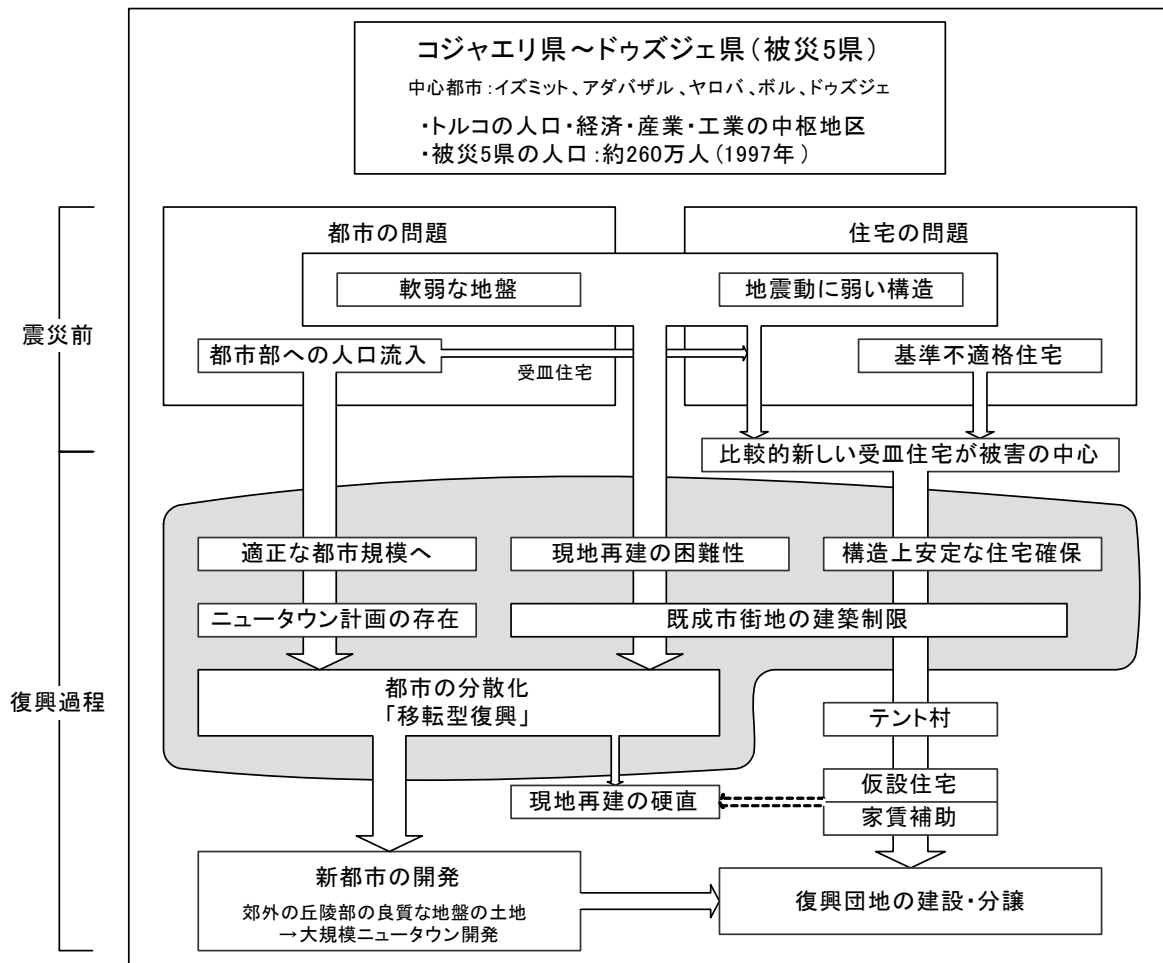 コジャエリ県～ドゥズジェ県（被災5県）
中心都市：イズミット、アダパザル、ヤロバ、ボル、ドゥズジェ
・トルコの人口・経済・産業・工業の中枢地区
・被災5県の人口：約260万人（1997年）
震災前
都市の問題
住宅の問題
軟弱な地盤
地震動に弱い構造
都市部への人口流入
受皿住宅
基準不適格住宅
比較的新しい受皿住宅が被害の中心
復興過程
適正な都市規模へ
現地再建の困難性
構造上安定な住宅確保
ニュータウン計画の存在
既成市街地の建築制限
都市の分散化
「移転型復興」
テント村
現地再建の硬直
仮設住宅
家賃補助
新都市の開発
郊外の丘陵部の良質な地盤の土地
→大規模ニュータウン開発
復興団地の建設・分譲